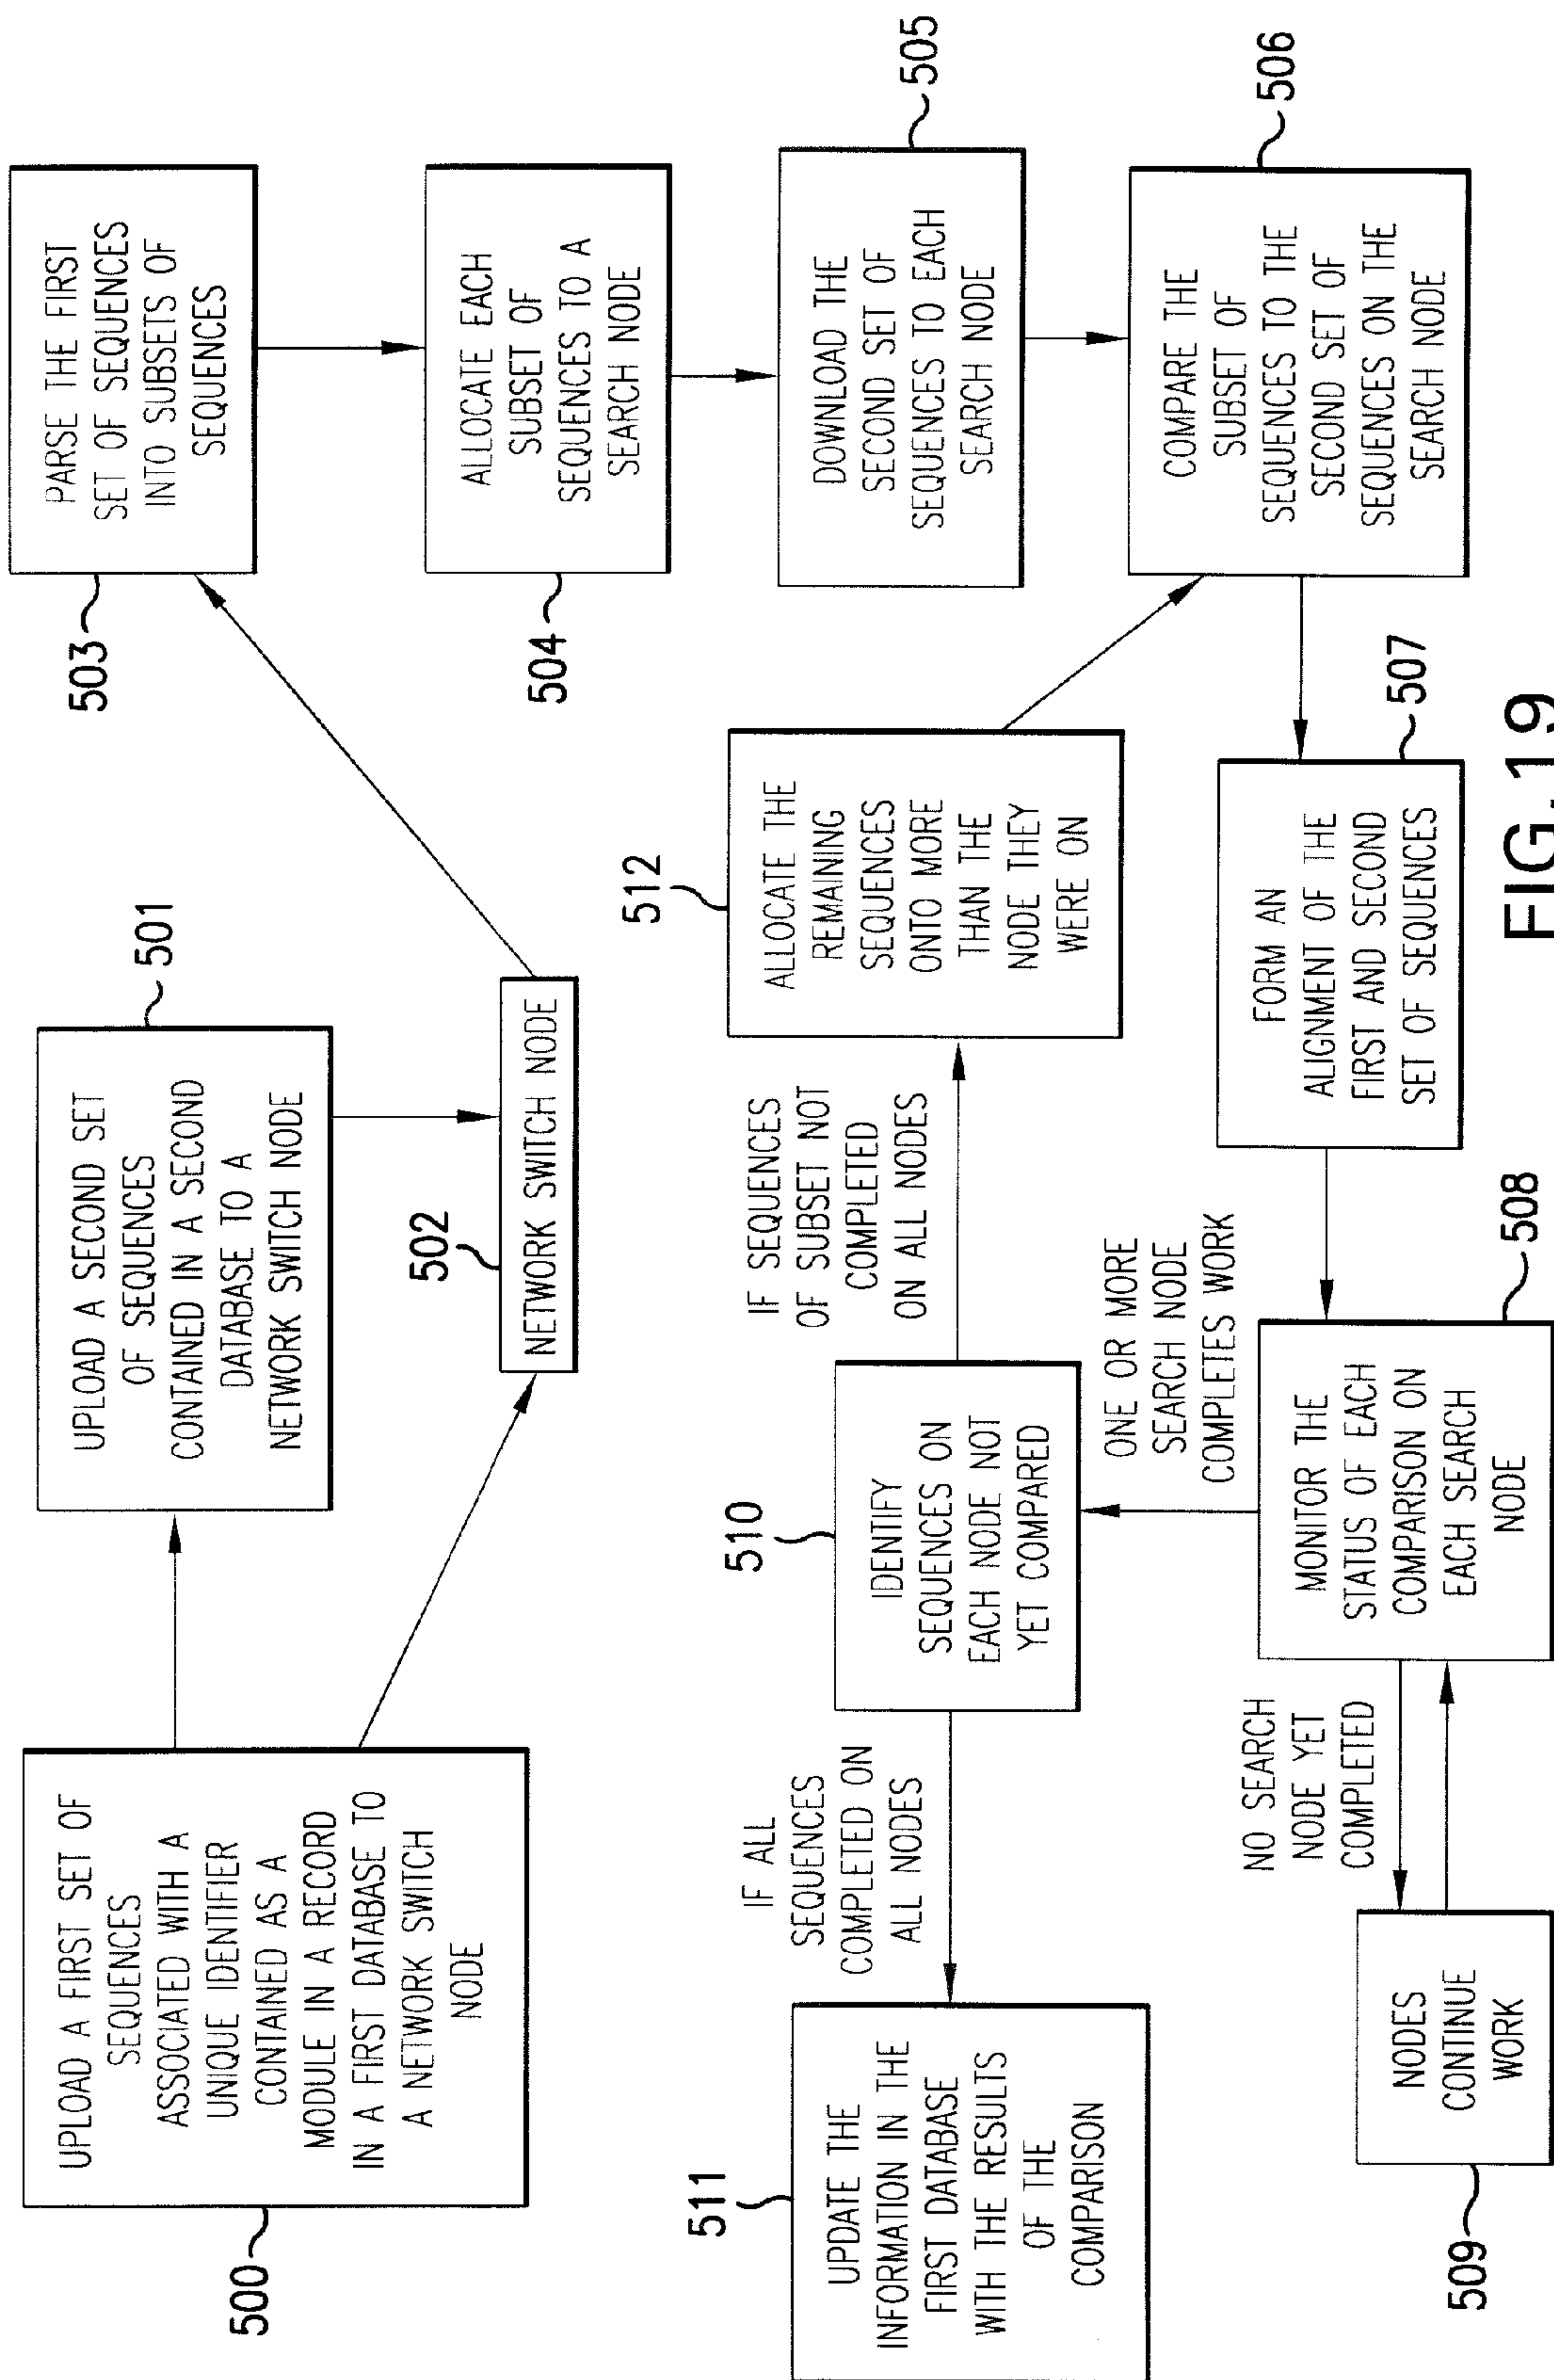 UPLOAD A FIRST SET OF
SEQUENCES
ASSOCIATED WITH A
UNIQUE IDENTIFIER
CONTAINED AS A
MODULE IN A RECORD
IN A FIRST DATABASE TO
A NETWORK SWITCH
NODE
500
UPLOAD A SECOND SET
OF SEQUENCES
CONTAINED IN A SECOND
DATABASE TO A
NETWORK SWITCH NODE
501
502
NETWORK SWITCH NODE
503
PARSE THE FIRST
SET OF SEQUENCES
INTO SUBSETS OF
SEQUENCES
504
ALLOCATE EACH
SUBSET OF
SEQUENCES TO A
SEARCH NODE
505
DOWNLOAD THE
SECOND SET OF
SEQUENCES TO EACH
SEARCH NODE
506
COMPARE THE
SUBSET OF
SEQUENCES TO THE
SECOND SET OF
SEQUENCES ON THE
SEARCH NODE
507
FORM AN
ALIGNMENT OF THE
FIRST AND SECOND
SET OF SEQUENCES
508
MONITOR THE
STATUS OF EACH
COMPARISON ON
EACH SEARCH
NODE
NO SEARCH
NODE YET
COMPLETED
NODES
CONTINUE
WORK
509
ONE OR MORE
SEARCH NODE
COMPLETES WORK
510
IDENTIFY
SEQUENCES ON
EACH NODE NOT
YET COMPARED
IF ALL
SEQUENCES
COMPLETED ON
ALL NODES
511
UPDATE THE
INFORMATION IN THE
FIRST DATABASE
WITH THE RESULTS
OF THE
COMPARISON
IF SEQUENCES
OF SUBSET NOT
COMPLETED
ON ALL NODES
512
ALLOCATE THE
REMAINING
SEQUENCES
ONTO MORE
THAN THE
NODE THEY
WERE ON
FIG.19